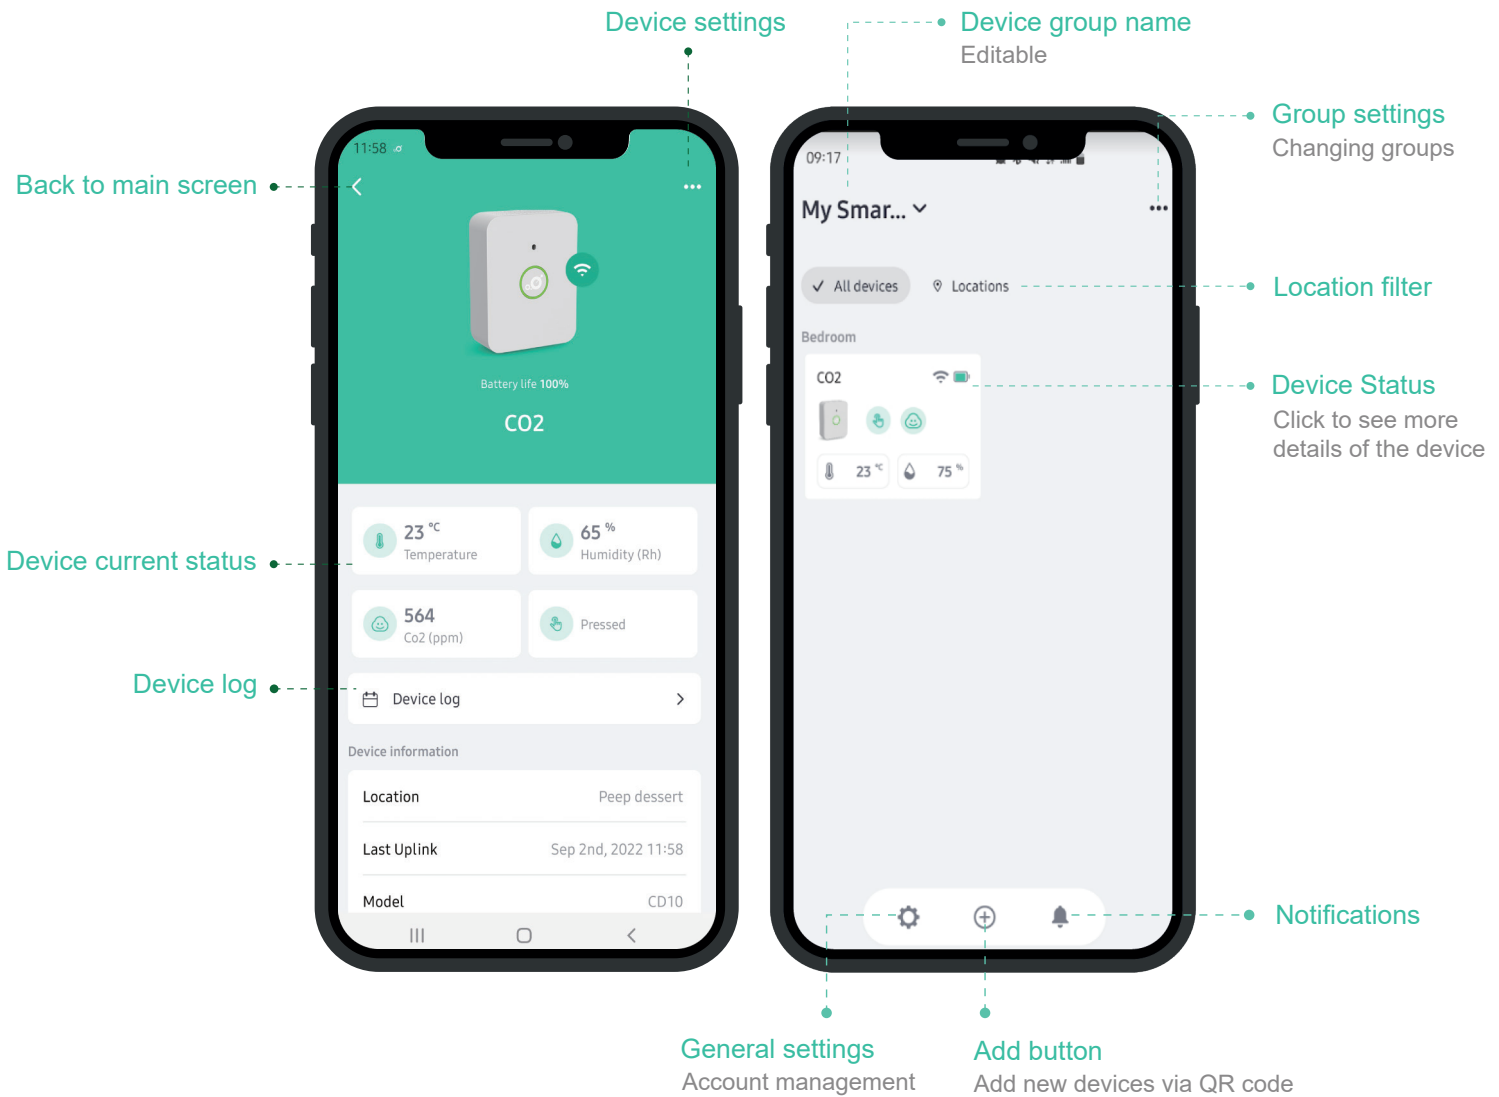 Device settings
Device group name
Editable
Group settings
Changing groups
Back to main screen
11:58
Battery life 100%
CO2
Device current status
23 °C
Temperature
65 %
Humidity (Rh)
564
Co2 (ppm)
Pressed
Device log
Device log
Device information
Location
Peep dessert
Last Uplink
Sep 2nd, 2022 11:58
Model
CD10
09:17
My Smar...
All devices
Locations
Location filter
Bedroom
CO2
23 °C
75 %
Device Status
Click to see more
details of the device
Notifications
General settings
Account management
Add button
Add new devices via QR code